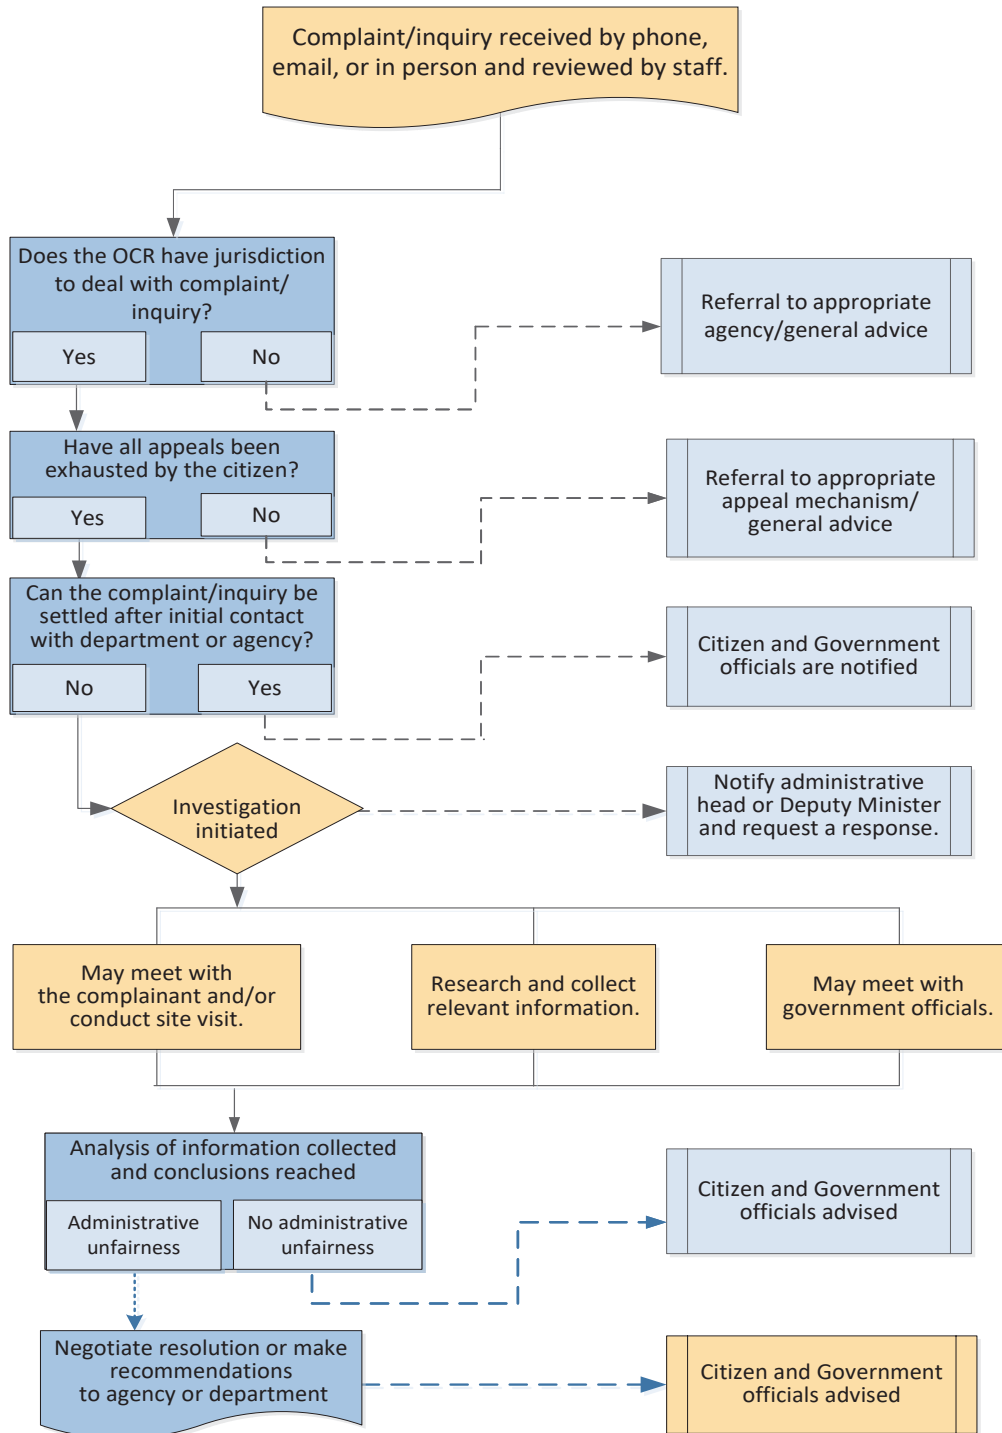 Complaint/inquiry received by phone,
email, or in person and reviewed by staff.
Does the OCR have jurisdiction
to deal with complaint/
inquiry?
Yes
No
Referral to appropriate
agency/general advice
Have all appeals been
exhausted by the citizen?
Yes
No
Referral to appropriate
appeal mechanism/
general advice
Can the complaint/inquiry be
settled after initial contact
with department or agency?
No
Yes
Citizen and Government
officials are notified
Investigation
initiated
Notify administrative
head or Deputy Minister
and request a response.
May meet with
the complainant and/or
conduct site visit.
Research and collect
relevant information.
May meet with
government officials.
Analysis of information collected
and conclusions reached
Administrative
unfairness
No administrative
unfairness
Citizen and Government
officials advised
Negotiate resolution or make
recommendations
to agency or department
Citizen and Government
officials advised